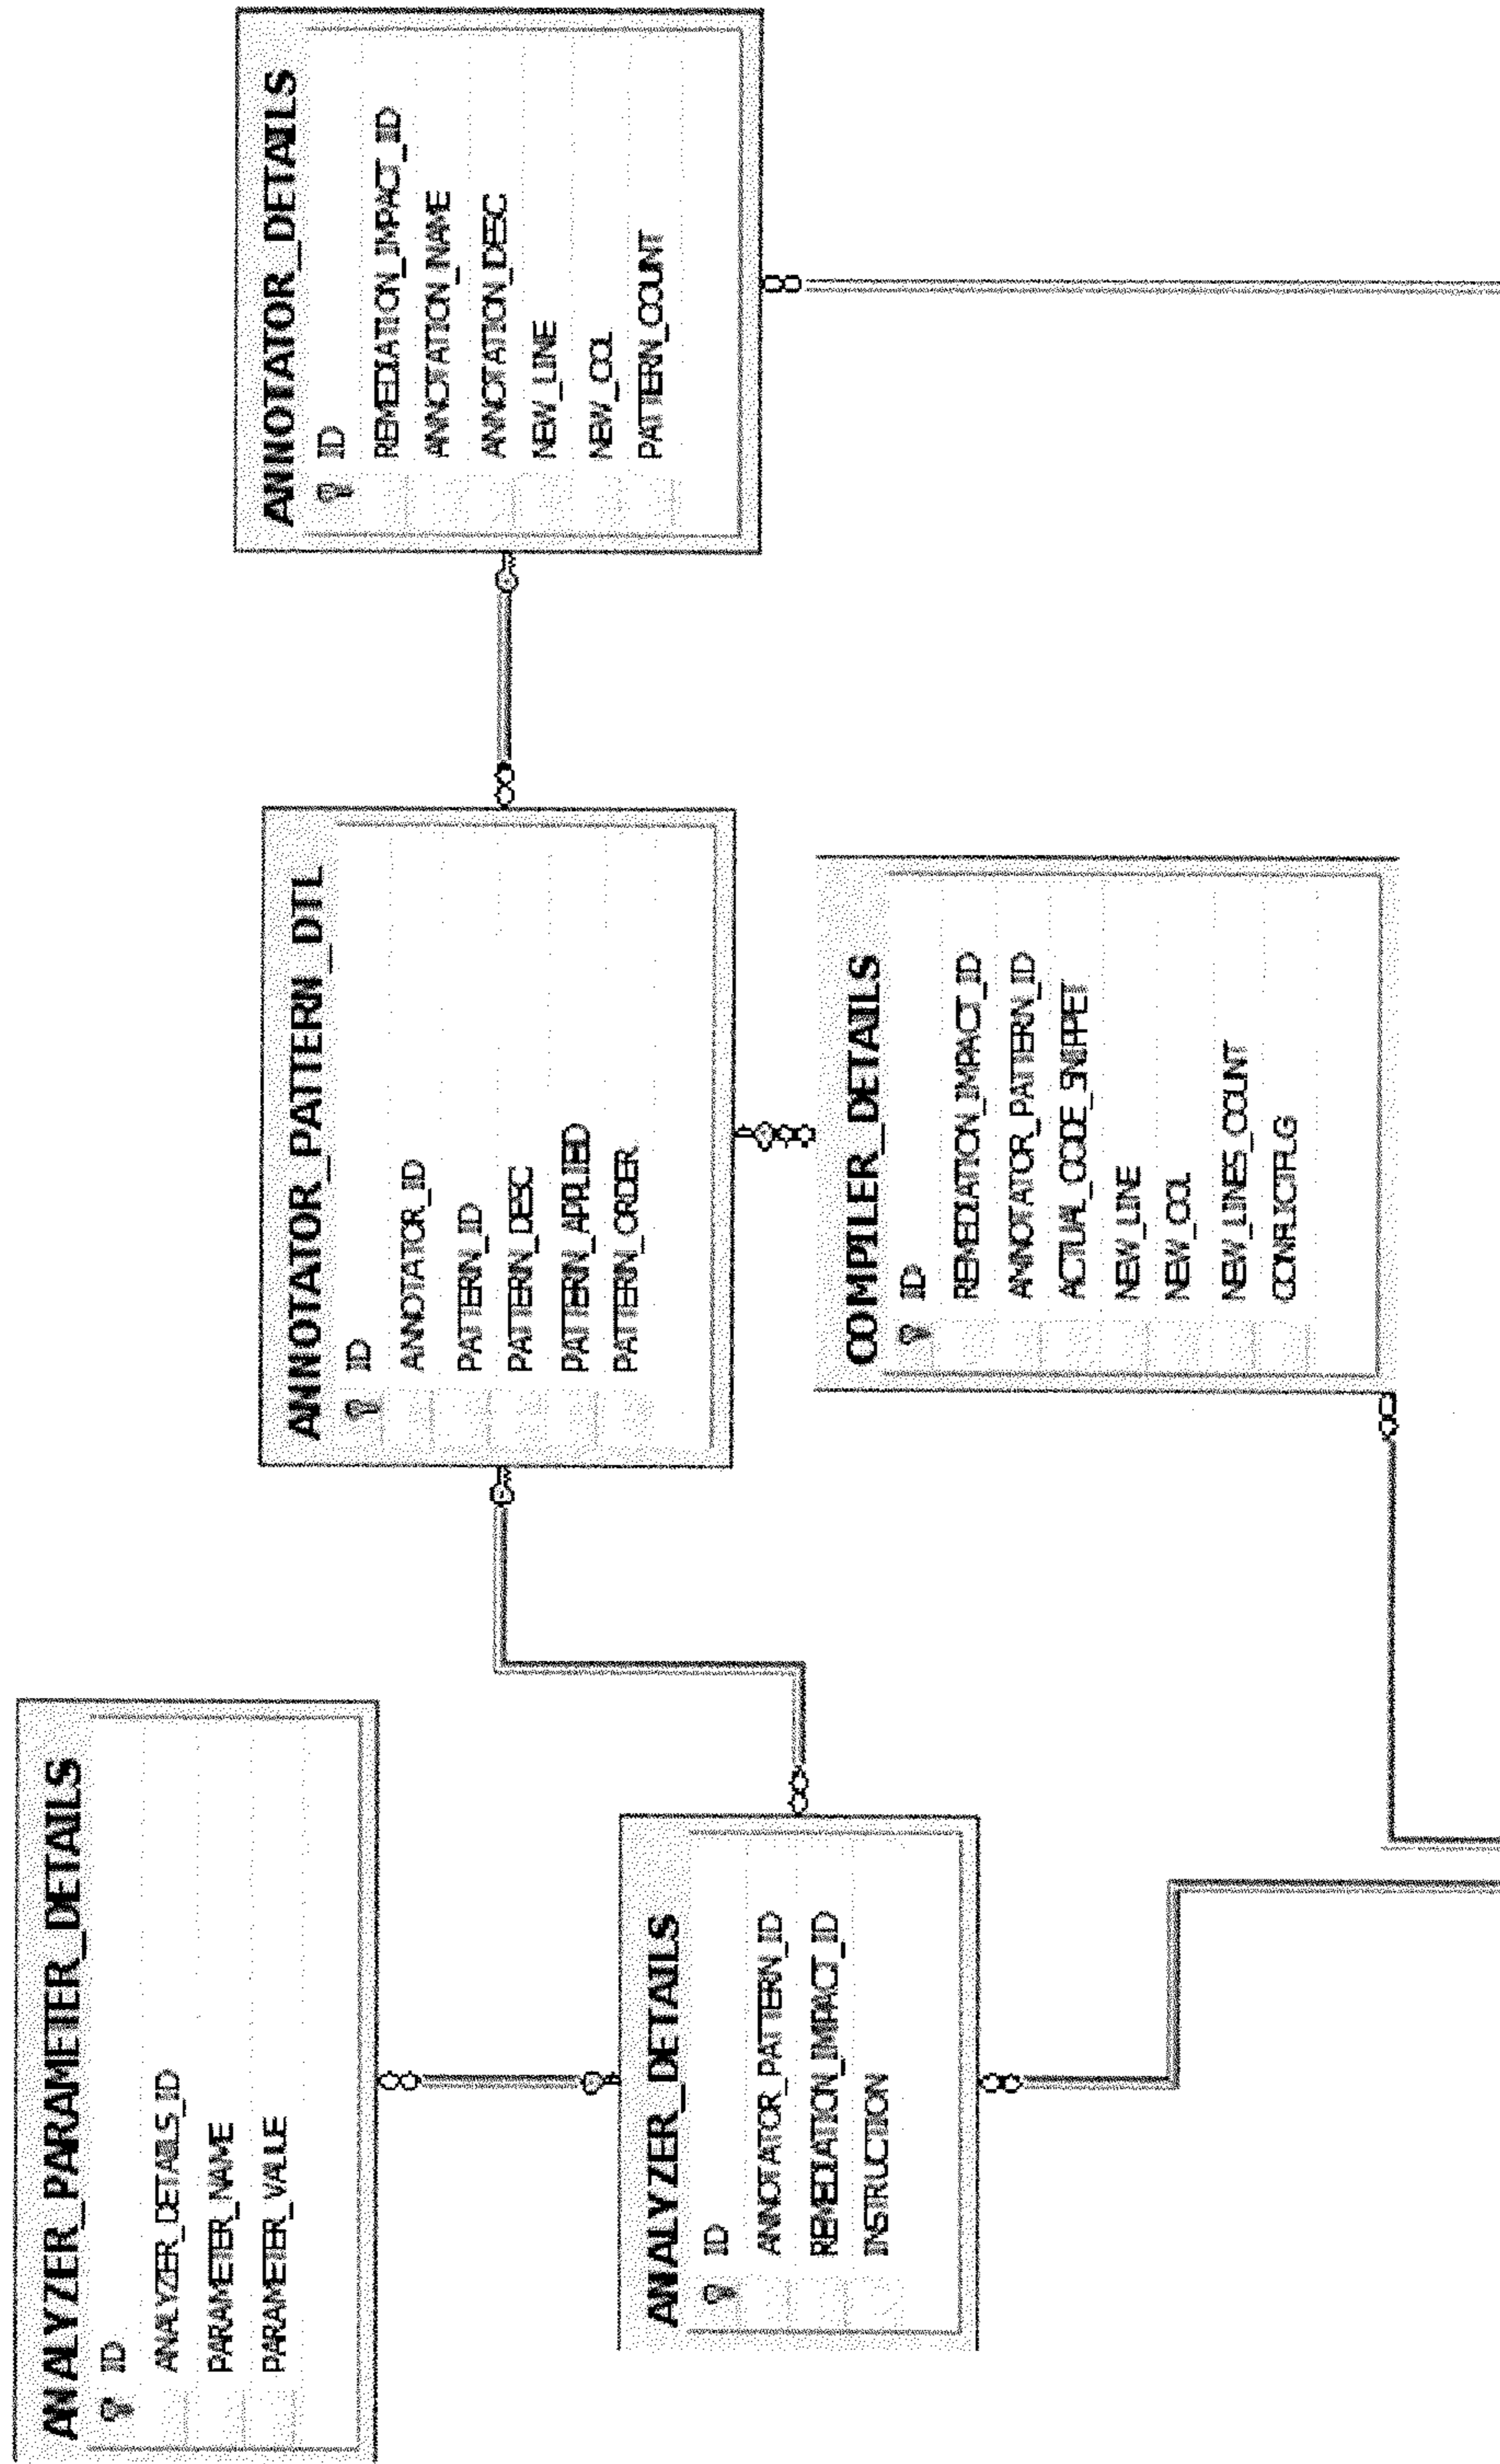 ANALYZER_PARAMETER_DETAILS
ID
ANALYZER_DETAILS_ID
PARAMETER_NAME
PARAMETER_VALUE
ANALYZER_DETAILS
ID
ANNOTATOR_PATTERN_ID
REMEDIATION_IMPACT_ID
INSTRUCTION
ANNOTATOR_PATTERN_DTL
ID
ANNOTATOR_ID
PATTERN_ID
PATTERN_DESC
PATTERN_APPLIED
PATTERN_ORDER
COMPILER_DETAILS
ID
REMEDIATION_IMPACT_ID
ANNOTATOR_PATTERN_ID
ACTUAL_CODE_SNIPPET
NEW_LINE
NEW_COL
NEW_LINES_COUNT
CONFLICTFLG
ANNOTATOR_DETAILS
ID
REMEDIATION_IMPACT_ID
ANNOTATION_NAME
ANNOTATION_DESC
NEW_LINE
NEW_COL
PATTERN_COUNT